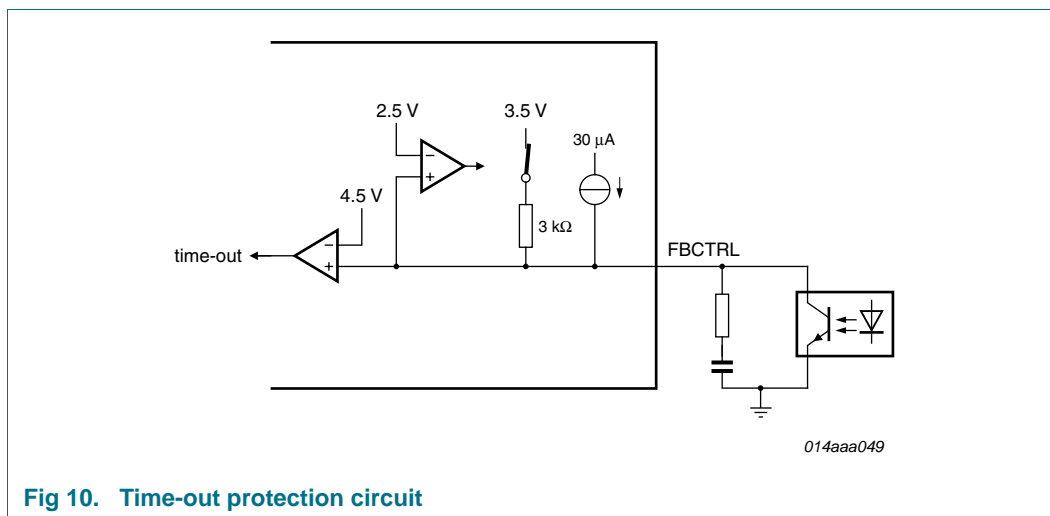 2.5 V
3.5 V
30 μA
−
+
4.5 V
3 kΩ
−
+
time-out
FBCTRL
014aaa049
Fig 10. Time-out protection circuit